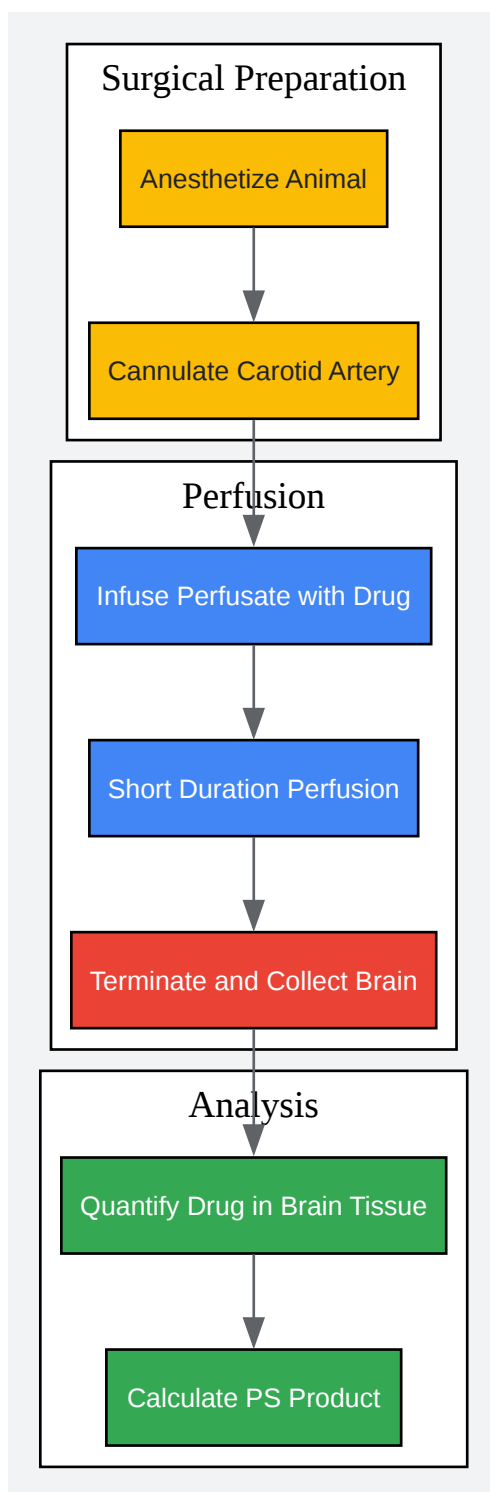 Surgical Preparation
Anesthetize Animal
Cannulate Carotid Artery
Perfusion
Infuse Perfusate with Drug
Short Duration Perfusion
Terminate and Collect Brain
Analysis
Quantify Drug in Brain Tissue
Calculate PS Product